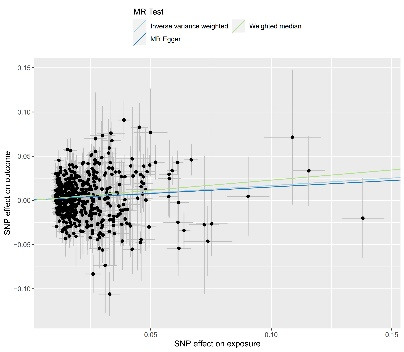 MR Test
Inverse variance weighted
Weighted median
MR Egger
0.15
0.10
0.05
0.00
−0.05
−0.10
SNP effect on outcome
0.05
0.10
0.15
SNP effect on exposure